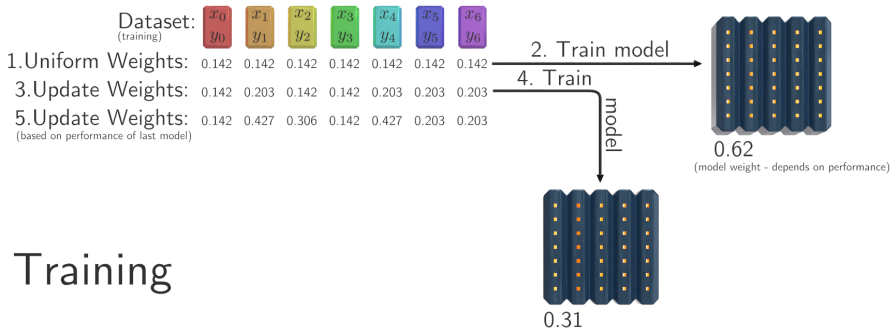 Dataset: x0 x1 x2 x3 x4 x5 x6
(training) y0 y1 y2 y3 y4 y5 y6
1.Uniform Weights: 0.142 0.142 0.142 0.142 0.142 0.142 0.142
2. Train model
3.Update Weights: 0.142 0.203 0.142 0.142 0.203 0.203 0.203
4. Train model
5.Update Weights: 0.142 0.427 0.306 0.142 0.427 0.203 0.203
(based on performance of last model)
0.62
(model weight - depends on performance)
Training
0.31